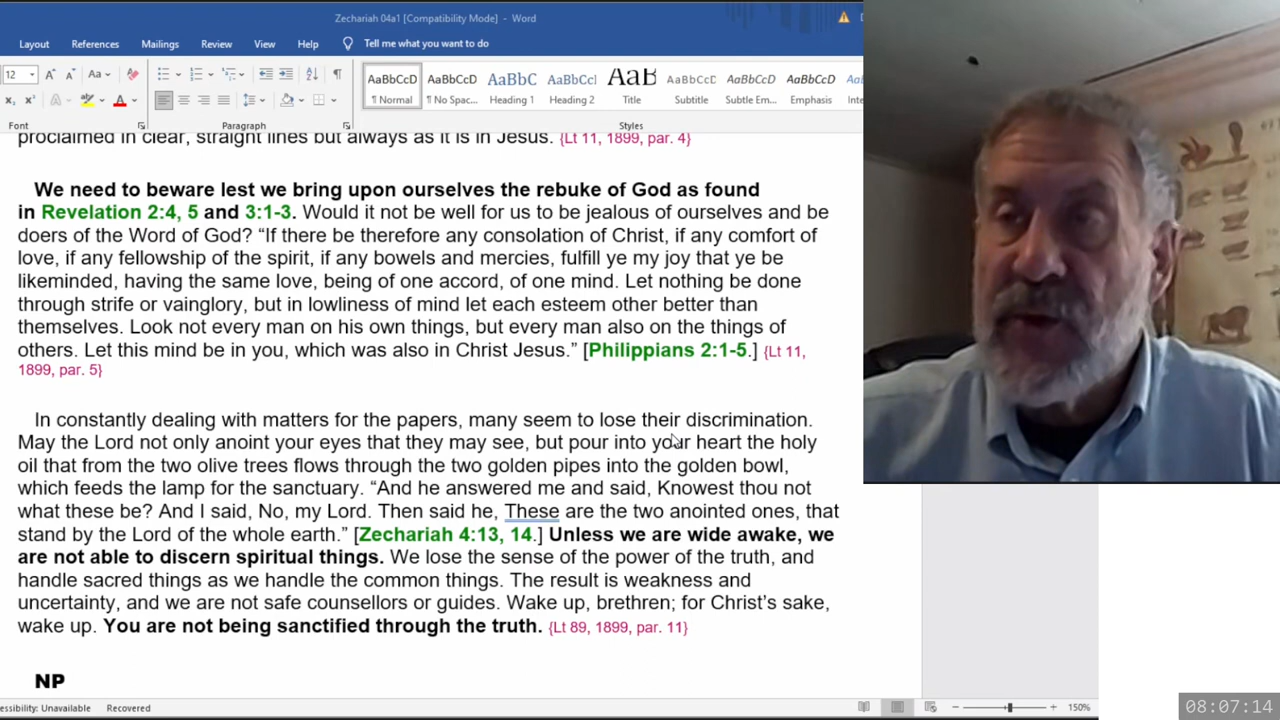 Zechariah 04a1 [Compatibility Mode] - Word
Layout References Mailings Review View Help Tell me what you want to do
12 Aa
AaBbCcD AaBbCcD AaBbC AaBbCcI AaB AaBbCcD AaBbCcD AaBbCcD
¶ Normal ¶ No Spac... Heading 1 Heading 2 Title Subtitle Subtle Em... Emphasis
Font Paragraph Styles
proclaimed in clear, straight lines but always as it is in Jesus. {Lt 11, 1899, par. 4}
We need to beware lest we bring upon ourselves the rebuke of God as found
in Revelation 2:4, 5 and 3:1-3. Would it not be well for us to be jealous of ourselves and be
doers of the Word of God? “If there be therefore any consolation of Christ, if any comfort of
love, if any fellowship of the spirit, if any bowels and mercies, fulfill ye my joy that ye be
likeminded, having the same love, being of one accord, of one mind. Let nothing be done
through strife or vainglory, but in lowliness of mind let each esteem other better than
themselves. Look not every man on his own things, but every man also on the things of
others. Let this mind be in you, which was also in Christ Jesus.” [Philippians 2:1-5.] {Lt 11,
1899, par. 5}
In constantly dealing with matters for the papers, many seem to lose their discrimination.
May the Lord not only anoint your eyes that they may see, but pour into your heart the holy
oil that from the two olive trees flows through the two golden pipes into the golden bowl,
which feeds the lamp for the sanctuary. “And he answered me and said, Knowest thou not
what these be? And I said, No, my Lord. Then said he, These are the two anointed ones, that
stand by the Lord of the whole earth.” [Zechariah 4:13, 14.] Unless we are wide awake, we
are not able to discern spiritual things. We lose the sense of the power of the truth, and
handle sacred things as we handle the common things. The result is weakness and
uncertainty, and we are not safe counsellors or guides. Wake up, brethren; for Christ’s sake,
wake up. You are not being sanctified through the truth. {Lt 89, 1899, par. 11}
NP
essibility: Unavailable Recovered 150%
08:07:14